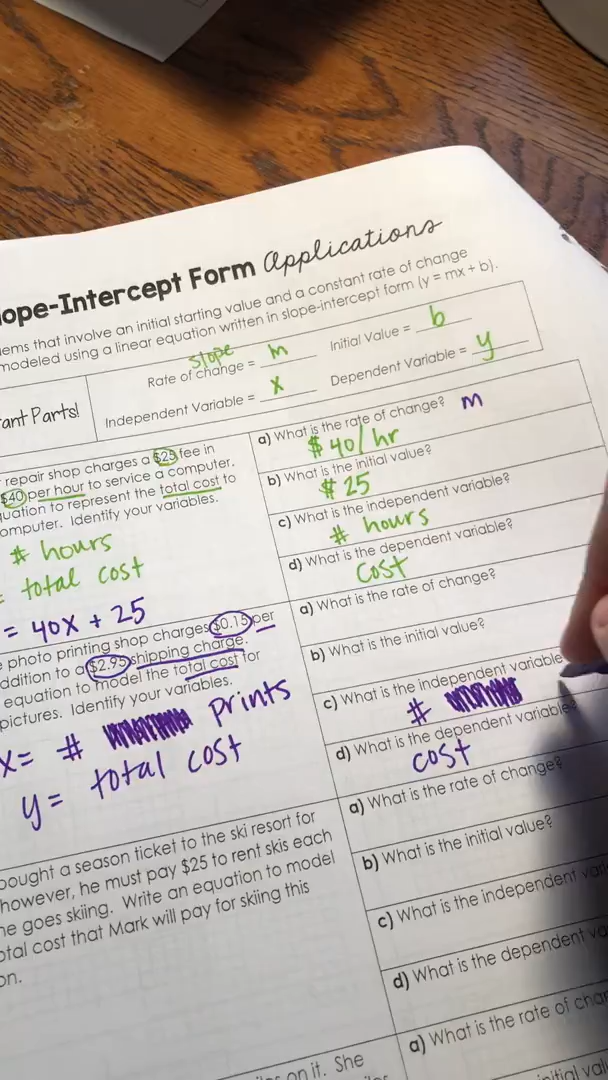 ope-Intercept Form Applications
ems that involve an initial starting value and a constant rate of change
modeled using a linear equation written in slope-intercept form (y = mx + b).
ant Parts!
slope
Rate of change = m
Initial Value = b
Independent Variable = x
Dependent Variable = y
repair shop charges a $25 fee in
$40 per hour to service a computer.
uation to represent the total cost to
omputer. Identify your variables.
# hours
= total cost
= 40x + 25
a) What is the rate of change? m
$40/hr
b) What is the initial value?
$25
c) What is the independent variable?
# hours
d) What is the dependent variable?
cost
photo printing shop charges $0.15 per
ddition to a $2.95 shipping charge.
equation to model the total cost for
pictures. Identify your variables.
x = # prints
y = total cost
a) What is the rate of change?
b) What is the initial value?
c) What is the independent variable
#
d) What is the dependent variable?
cost
bought a season ticket to the ski resort for
however, he must pay $25 to rent skis each
he goes skiing. Write an equation to model
otal cost that Mark will pay for skiing this
on.
a) What is the rate of change?
b) What is the initial value?
c) What is the independent vari
d) What is the dependent va
on it. She
a) What is the rate of chan
initial valu